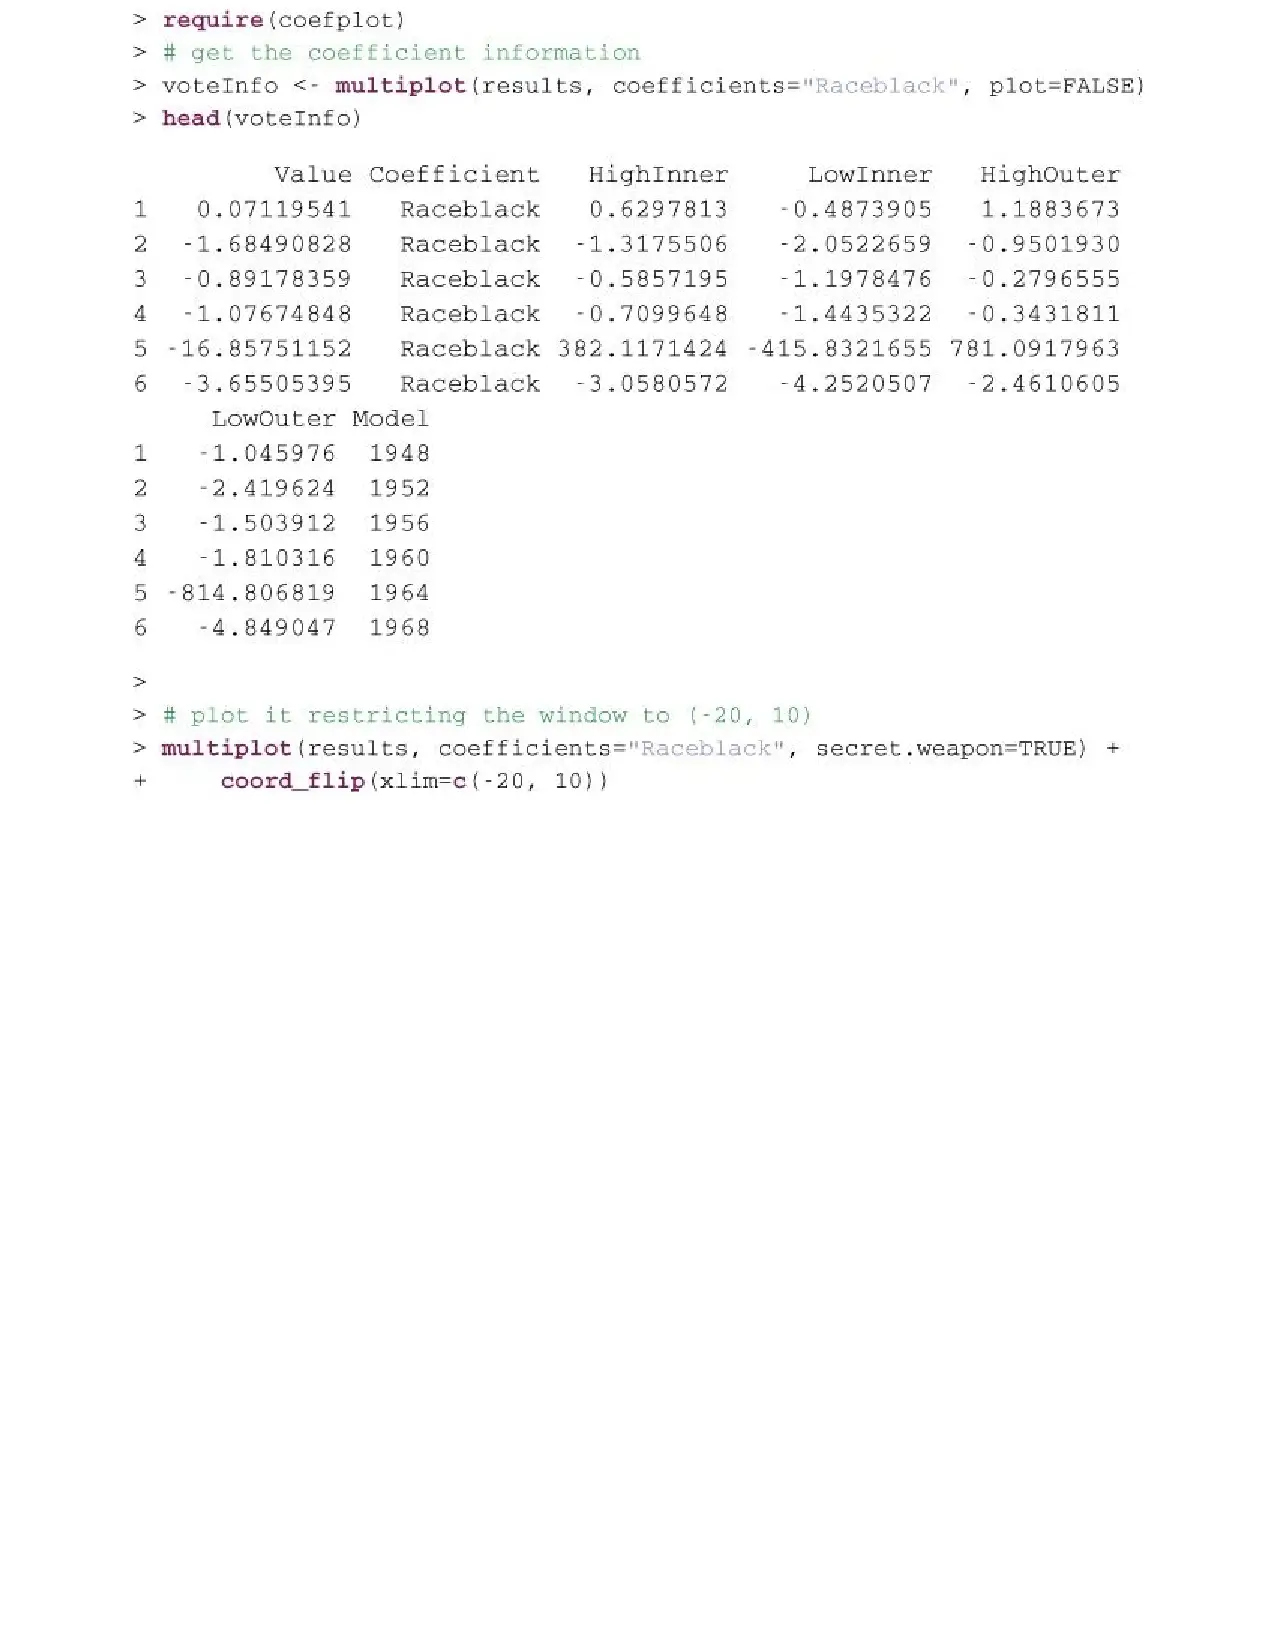 > require(coefplot)
> # get the coefficient information
> voteInfo <- multiplot(results, coefficients="Raceblack", plot=FALSE)
> head(voteInfo)
Value Coefficient HighInner LowInner HighOuter
1 0.07119541 Raceblack 0.6297813 -0.4873905 1.1883673
2 -1.68490828 Raceblack -1.3175506 -2.0522659 -0.9501930
3 -0.89178359 Raceblack -0.5857195 -1.1978476 -0.2796555
4 -1.07674848 Raceblack -0.7099648 -1.4435322 -0.3431811
5 -16.85751152 Raceblack 382.1171424 -415.8321655 781.0917963
6 -3.65505395 Raceblack -3.0580572 -4.2520507 -2.4610605
LowOuter Model
1 -1.045976 1948
2 -2.419624 1952
3 -1.503912 1956
4 -1.810316 1960
5 -814.806819 1964
6 -4.849047 1968
>
> # plot it restricting the window to (-20, 10)
> multiplot(results, coefficients="Raceblack", secret.weapon=TRUE) +
+ coord_flip(xlim=c(-20, 10))